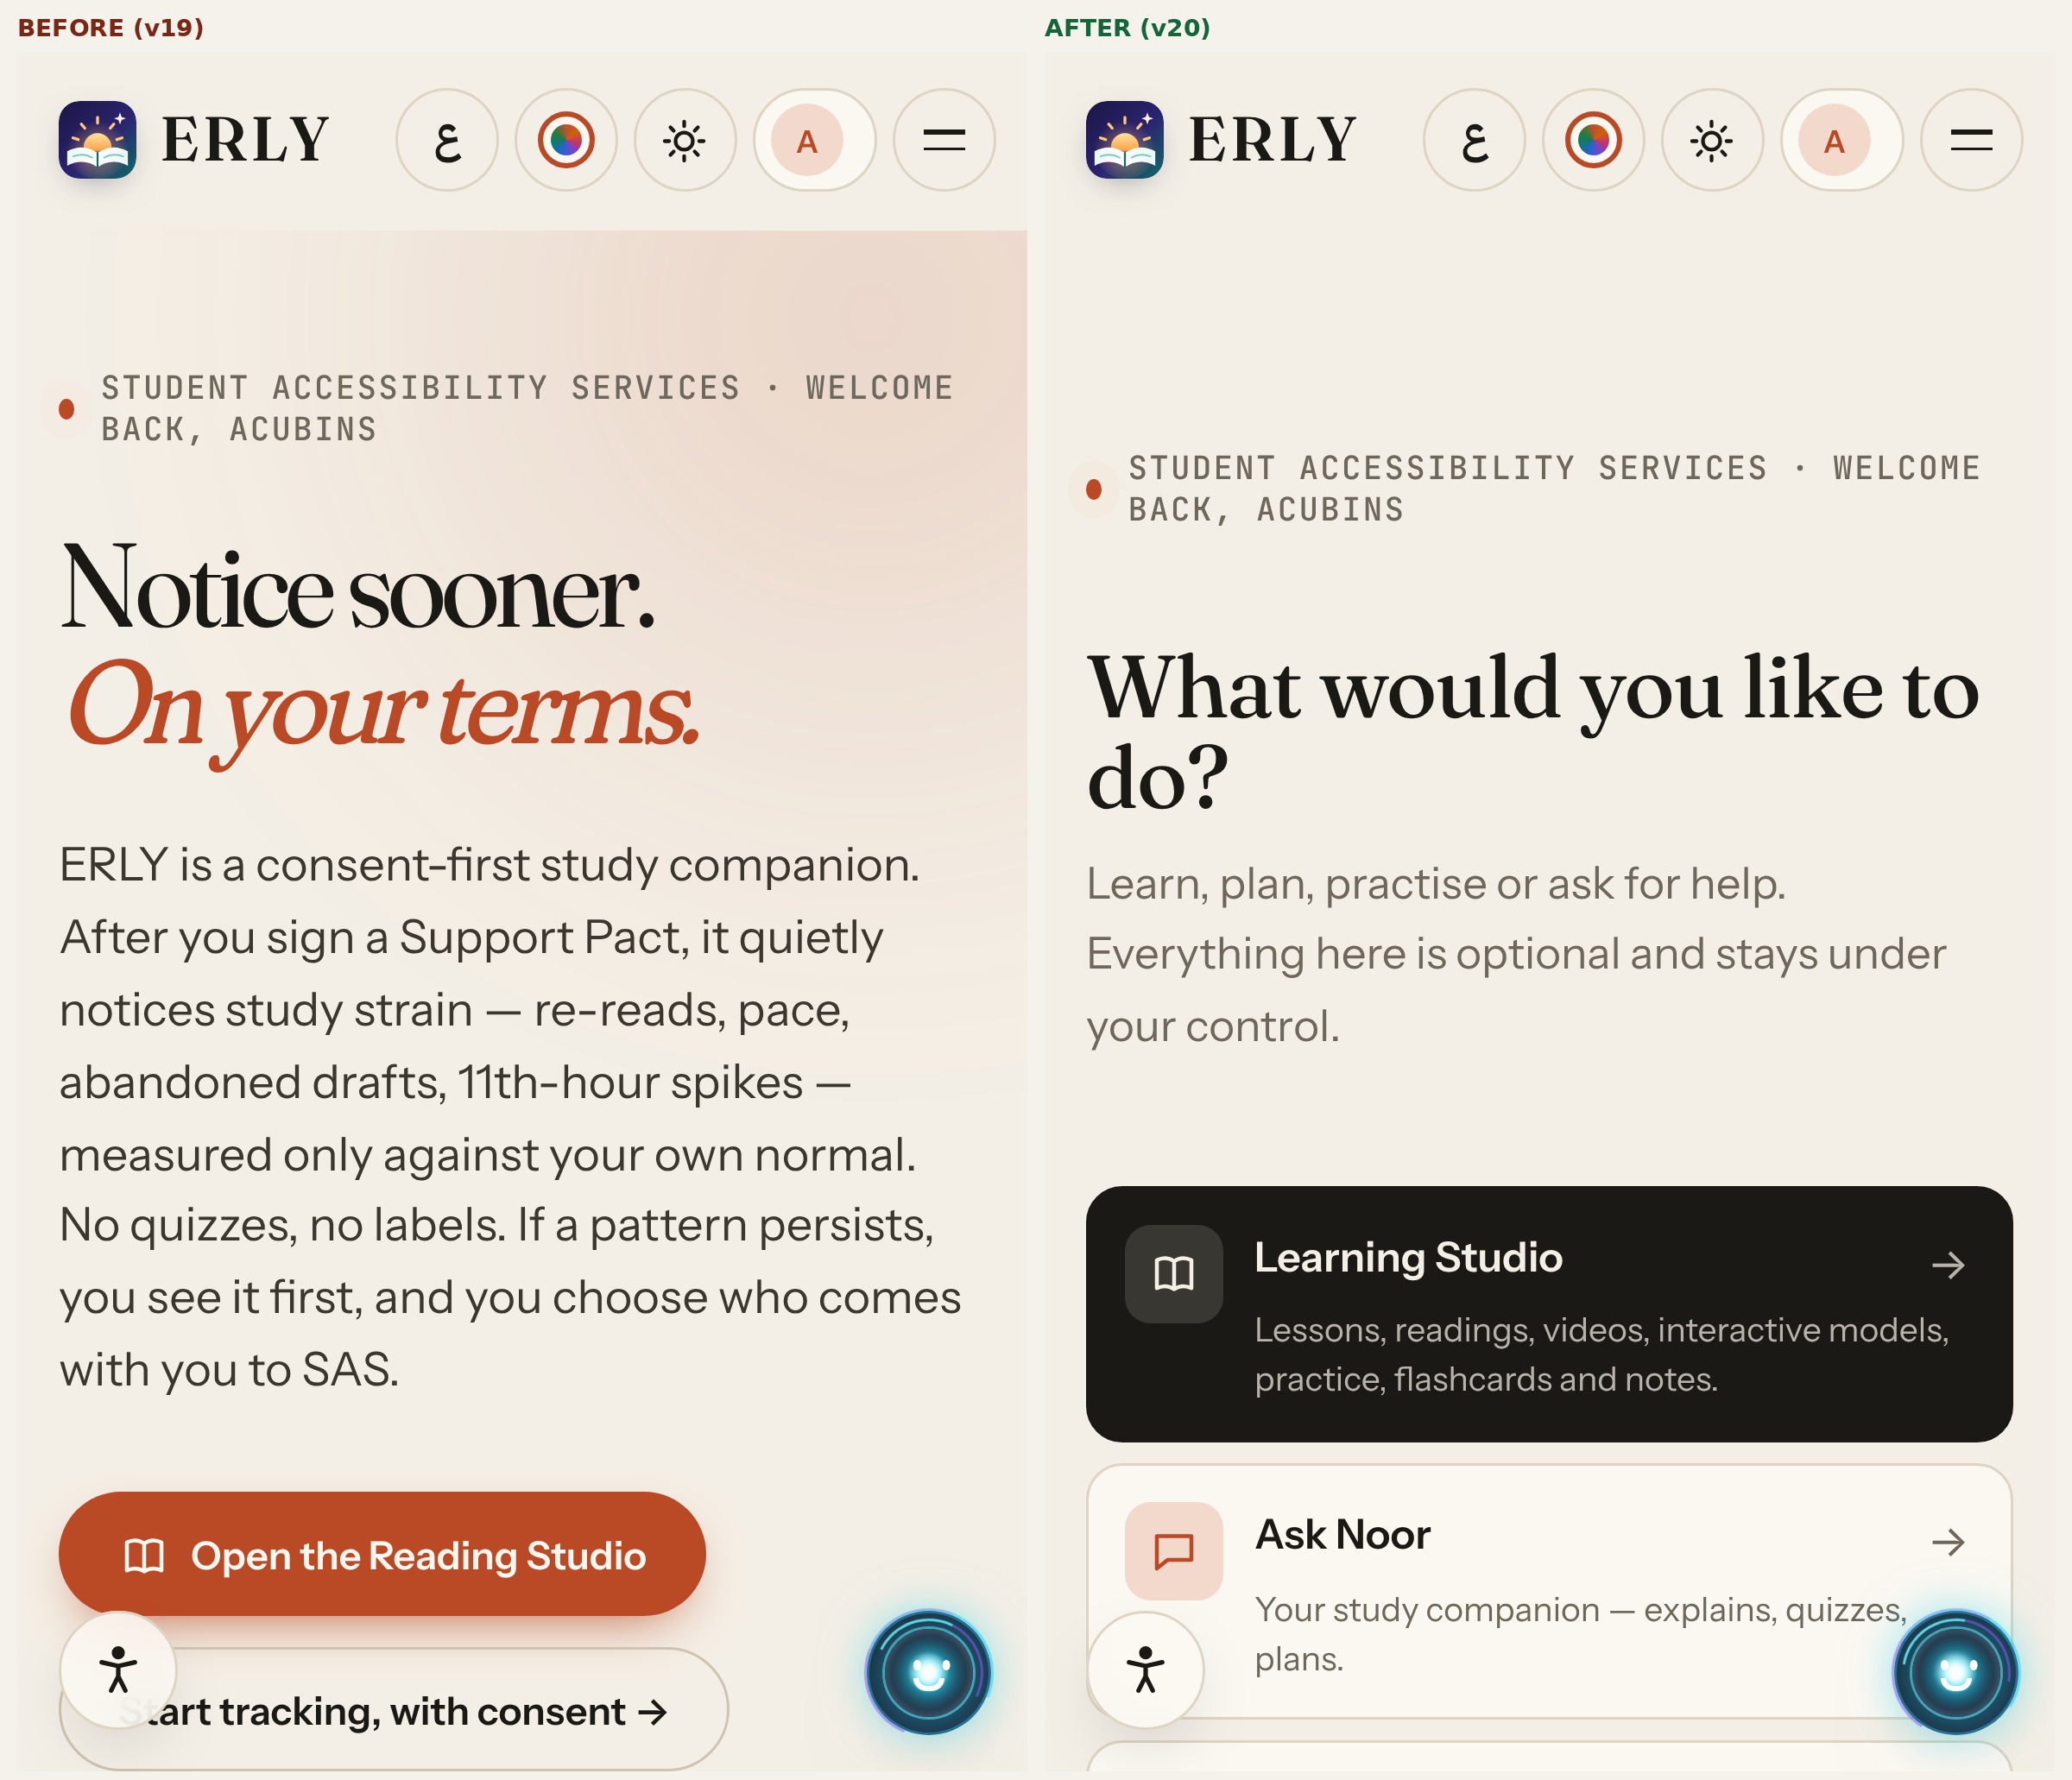 BEFORE (v19)
ERLY
ع
A
STUDENT ACCESSIBILITY SERVICES · WELCOME
BACK, ACUBINS
Notice sooner.
On your terms.
ERLY is a consent-first study companion.
After you sign a Support Pact, it quietly
notices study strain — re-reads, pace,
abandoned drafts, 11th-hour spikes —
measured only against your own normal.
No quizzes, no labels. If a pattern persists,
you see it first, and you choose who comes
with you to SAS.
Open the Reading Studio
Start tracking, with consent →
AFTER (v20)
ERLY
ع
A
STUDENT ACCESSIBILITY SERVICES · WELCOME
BACK, ACUBINS
What would you like to
do?
Learn, plan, practise or ask for help.
Everything here is optional and stays under
your control.
Learning Studio →
Lessons, readings, videos, interactive models,
practice, flashcards and notes.
Ask Noor →
Your study companion — explains, quizzes,
plans.